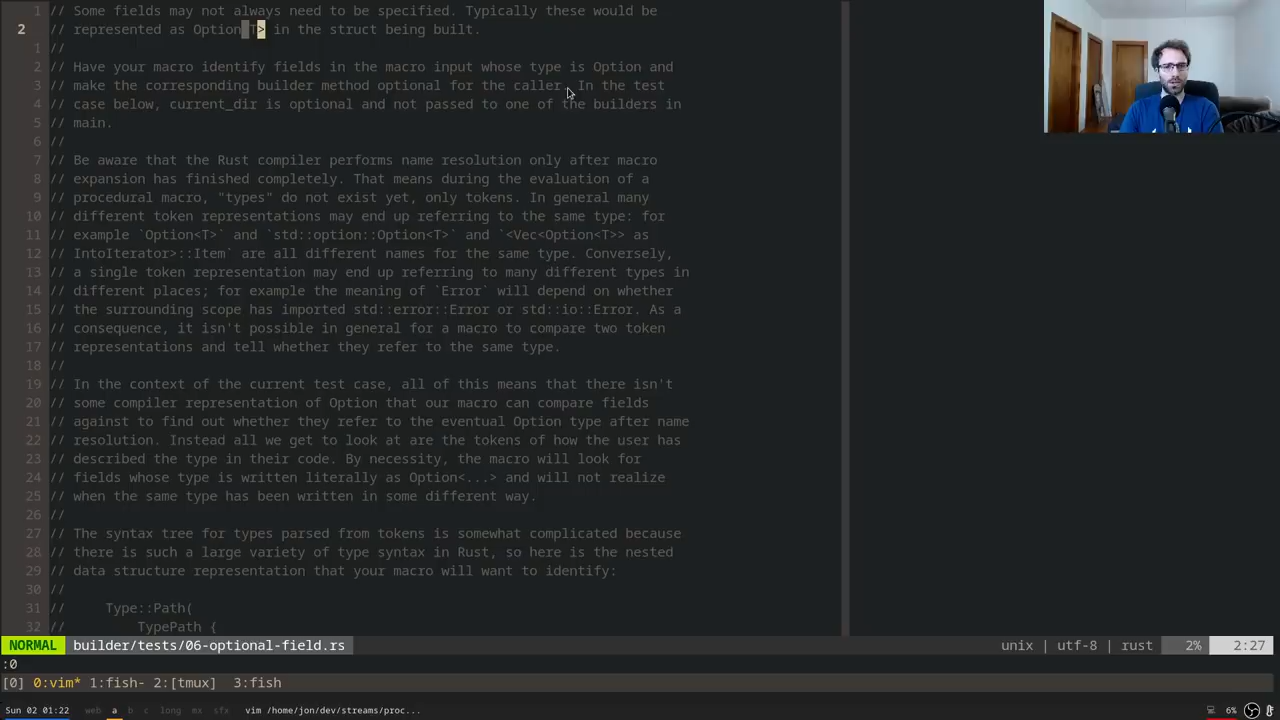 1 // Some fields may not always need to be specified. Typically these would be
2 // represented as Option<T> in the struct being built.
1 //
2 // Have your macro identify fields in the macro input whose type is Option and
3 // make the corresponding builder method optional for the caller. In the test
4 // case below, current_dir is optional and not passed to one of the builders in
5 // main.
6 //
7 // Be aware that the Rust compiler performs name resolution only after macro
8 // expansion has finished completely. That means during the evaluation of a
9 // procedural macro, "types" do not exist yet, only tokens. In general many
10 // different token representations may end up referring to the same type: for
11 // example `Option<T>` and `std::option::Option<T>` and `<Vec<Option<T>> as
12 // IntoIterator>::Item` are all different names for the same type. Conversely,
13 // a single token representation may end up referring to many different types in
14 // different places; for example the meaning of `Error` will depend on whether
15 // the surrounding scope has imported std::error::Error or std::io::Error. As a
16 // consequence, it isn't possible in general for a macro to compare two token
17 // representations and tell whether they refer to the same type.
18 //
19 // In the context of the current test case, all of this means that there isn't
20 // some compiler representation of Option that our macro can compare fields
21 // against to find out whether they refer to the eventual Option type after name
22 // resolution. Instead all we get to look at are the tokens of how the user has
23 // described the type in their code. By necessity, the macro will look for
24 // fields whose type is written literally as Option<...> and will not realize
25 // when the same type has been written in some different way.
26 //
27 // The syntax tree for types parsed from tokens is somewhat complicated because
28 // there is such a large variety of type syntax in Rust, so here is the nested
29 // data structure representation that your macro will want to identify:
30 //
31 // Type::Path(
32 // TypePath {
NORMAL builder/tests/06-optional-field.rs unix | utf-8 | rust 2% 2:27
:0
[0] 0:vim* 1:fish- 2:[tmux] 3:fish
Sun 02 01:22 web a b c long mx sfx vim /home/jon/dev/streams/proc... 6%